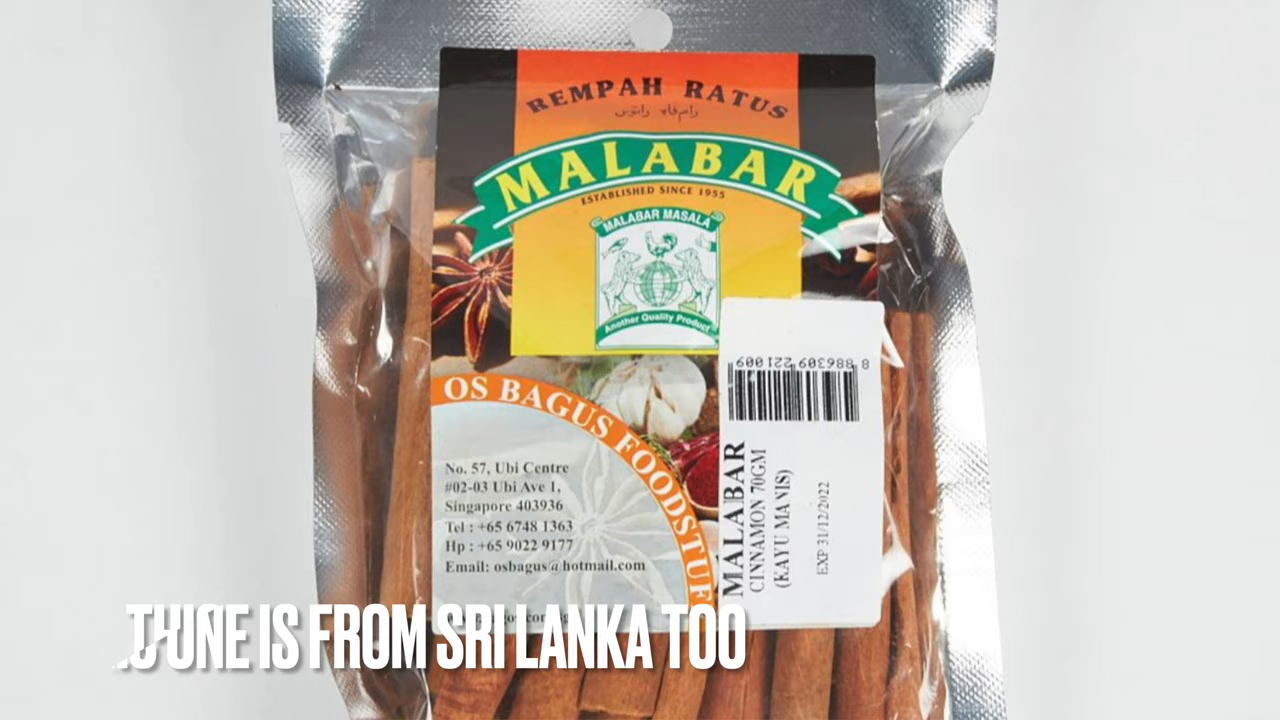 REMPAH RATUS
MALABAR
ESTABLISHED SINCE 1955
MALABAR MASALA
Another Quality Product
OS BAGUS FOODSTUF
No. 57, Ubi Centre
#02-03 Ubi Ave 1,
Singapore 403936
Tel : +65 6748 1363
Hp : +65 9022 9177
Email: osbagus@hotmail.com
8 886309 221009
MALABAR
CINNAMON 70GM
(KAYU MANIS)
EXP 31/12/2022
IS FROM SRI LANKA TOO